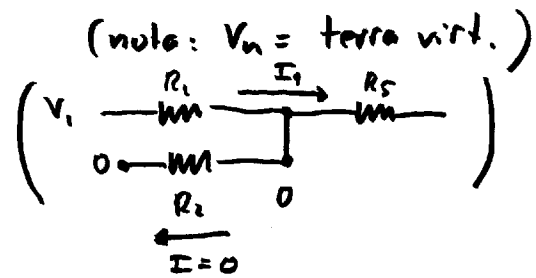 (nota: Vn = terra virt.)
R1 I1 R5
V1
0 R2 0
I=0